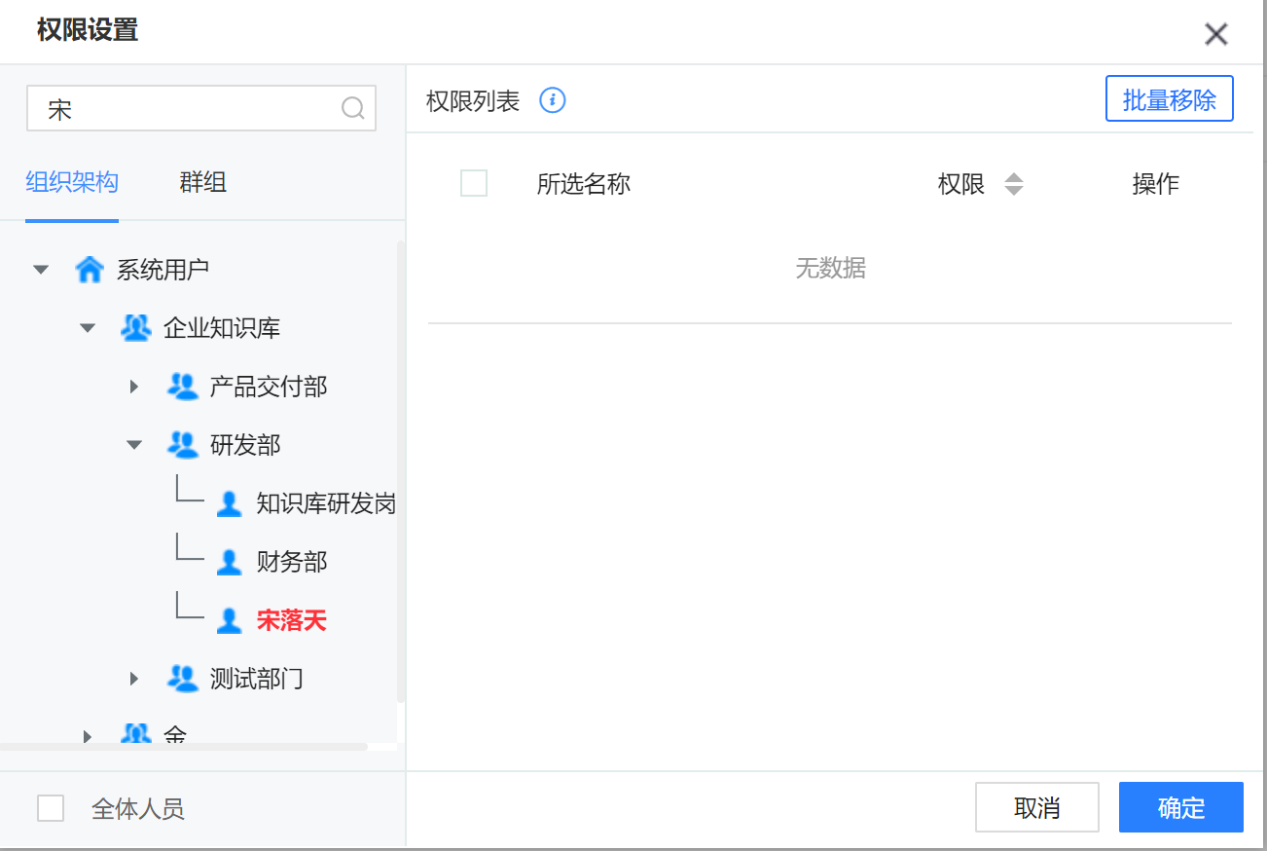 权限设置
宋
组织架构 群组
系统用户
企业知识库
产品交付部
研发部
知识库研发岗
财务部
宋落天
测试部门
金
全体人员
权限列表
批量移除
所选名称 权限 操作
无数据
取消 确定